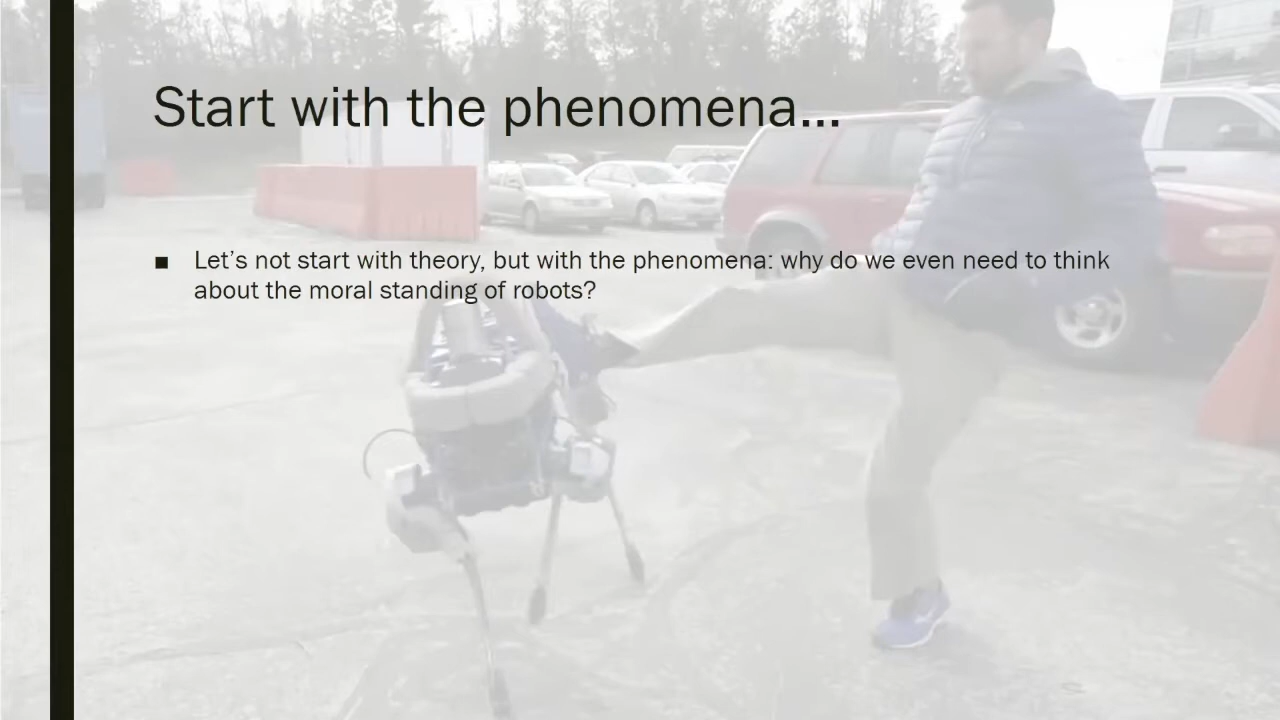 Start with the phenomena...
■ Let’s not start with theory, but with the phenomena: why do we even need to think
about the moral standing of robots?